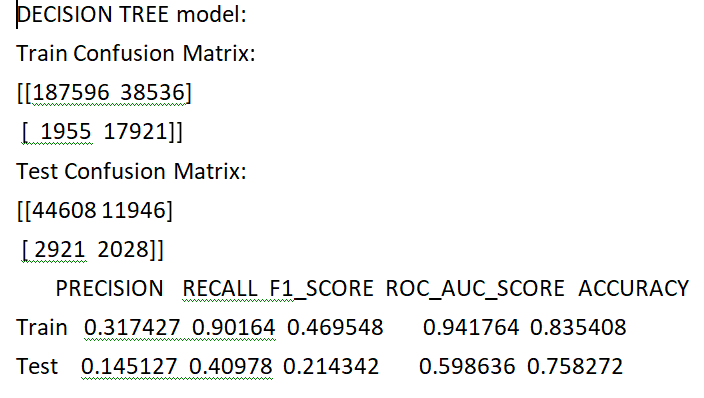 DECISION TREE model:
Train Confusion Matrix:
[[187596 38536]
[ 1955 17921]]
Test Confusion Matrix:
[[44608 11946]
[ 2921 2028]]
PRECISION RECALL F1_SCORE ROC_AUC_SCORE ACCURACY
Train 0.317427 0.90164 0.469548 0.941764 0.835408
Test 0.145127 0.40978 0.214342 0.598636 0.758272